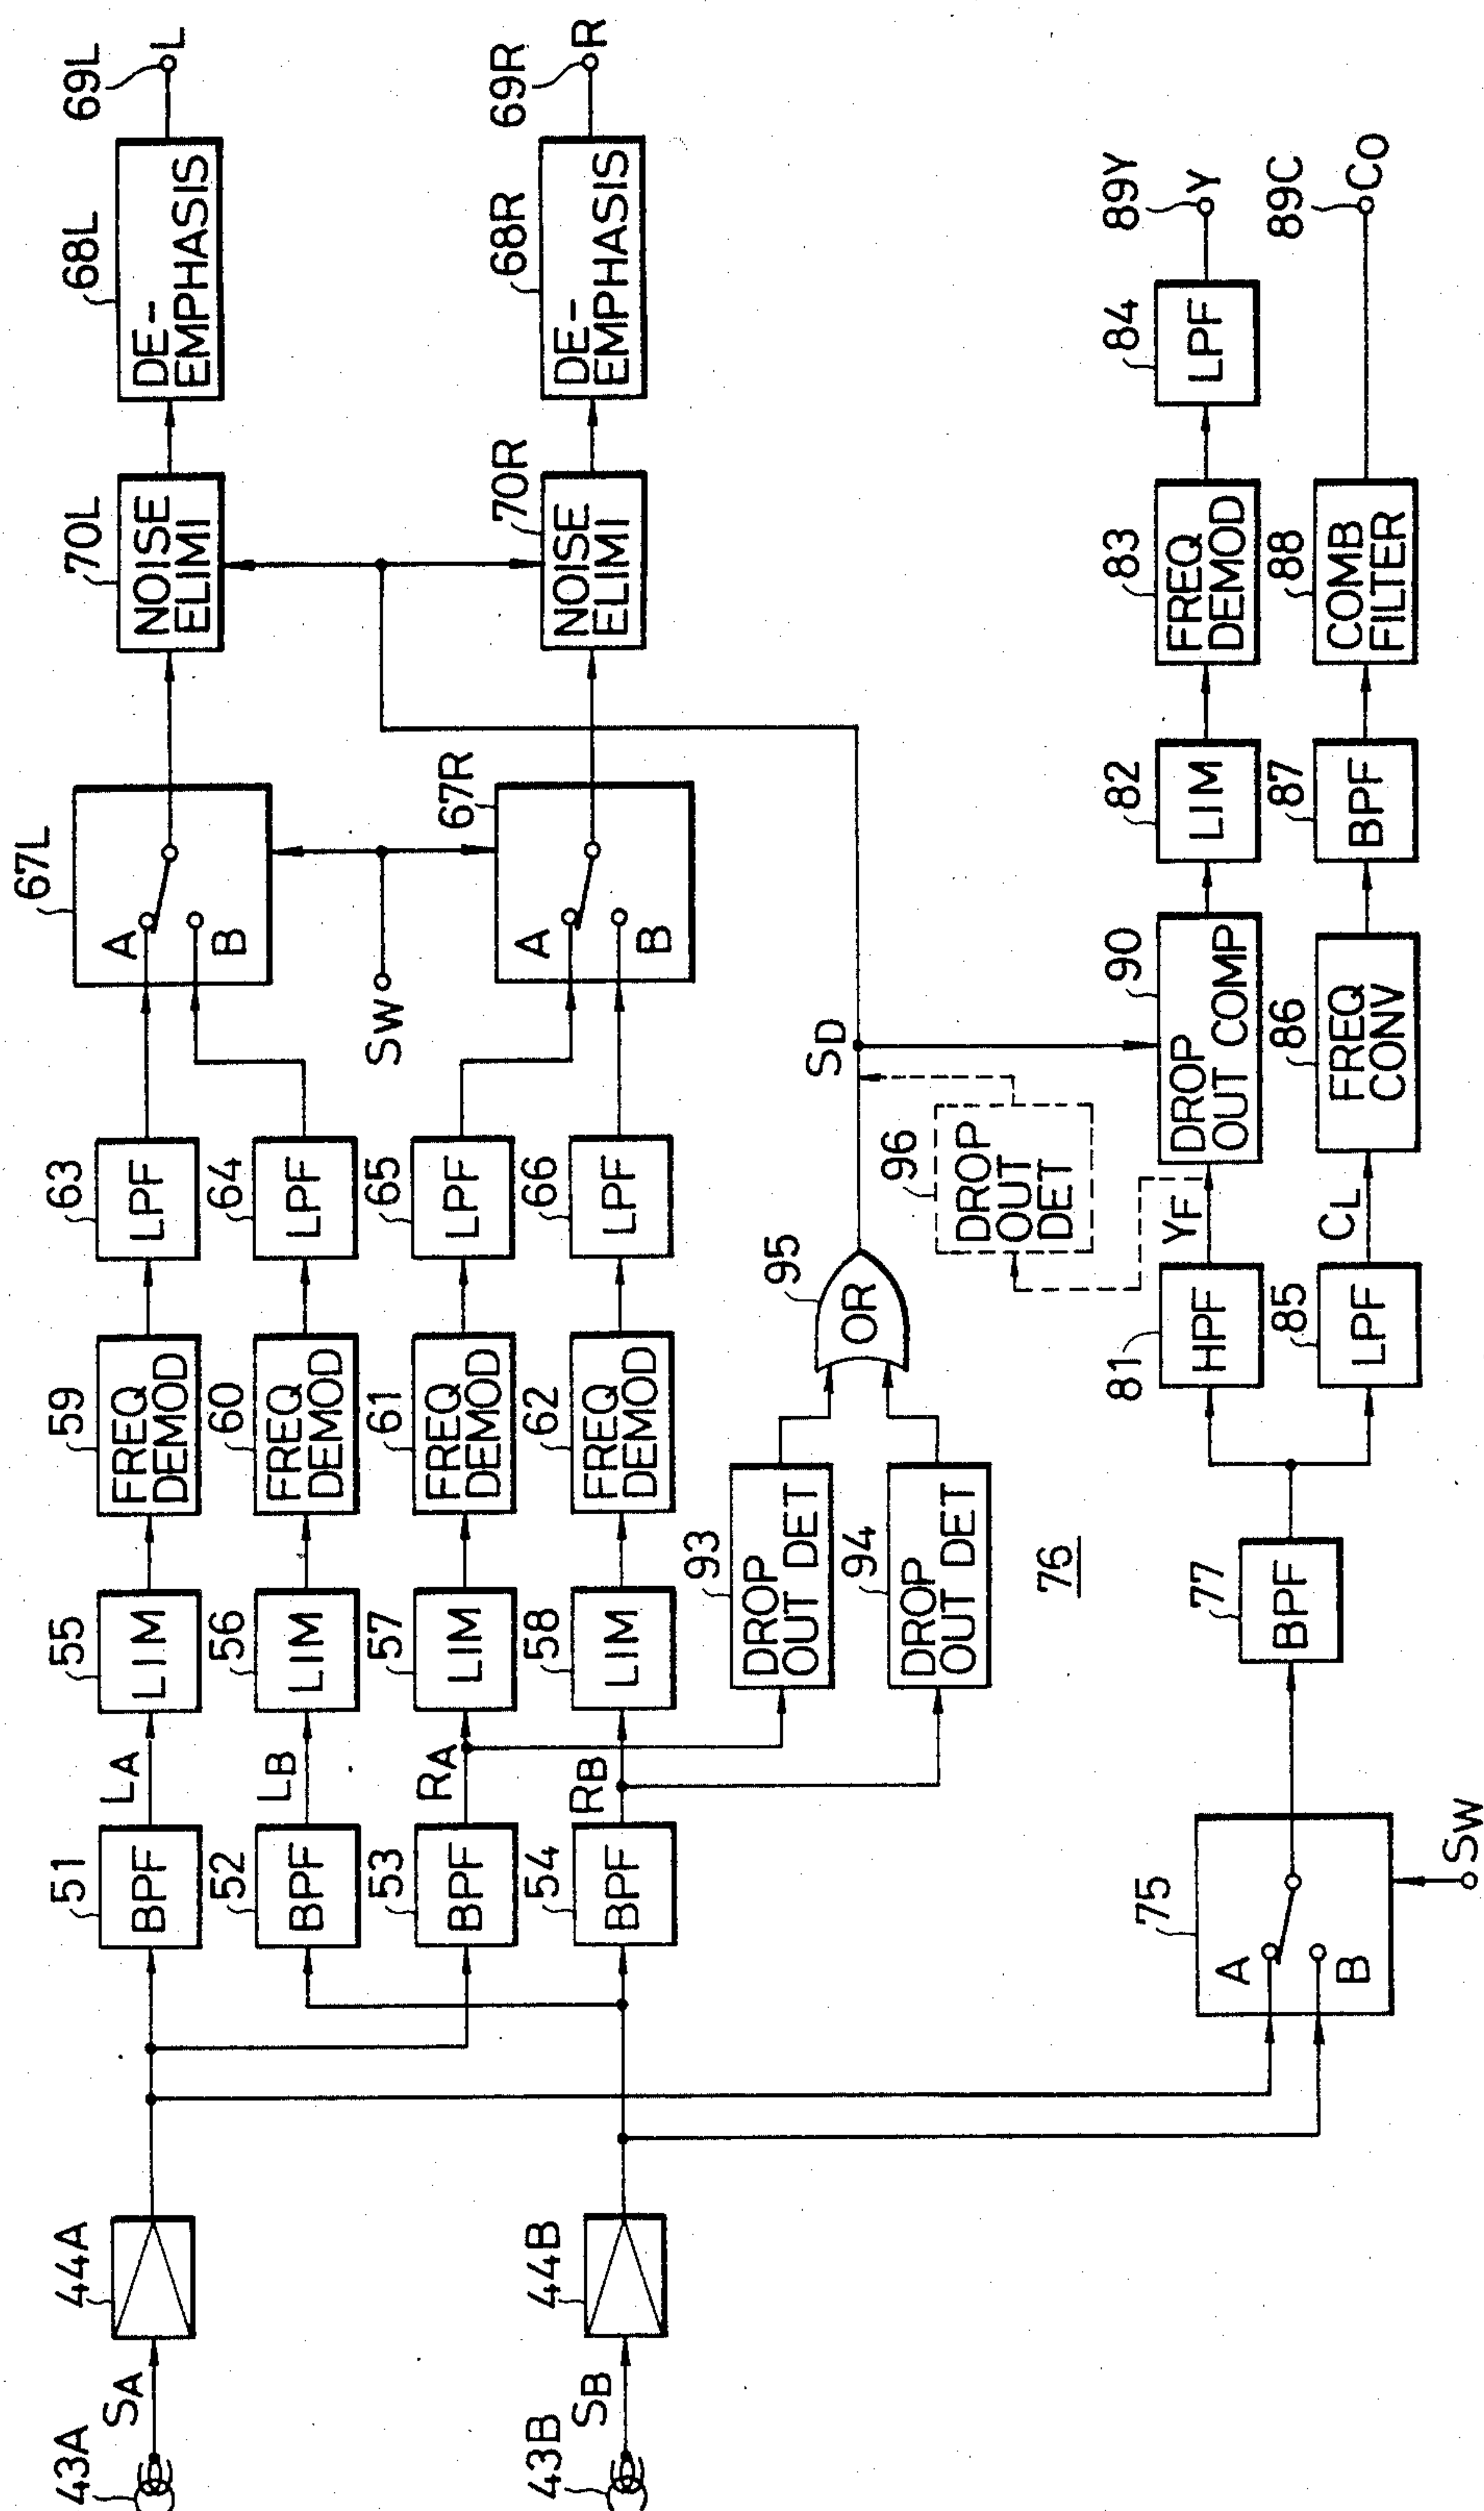 43A
SA
44A
43B
SB
44B
51
BPF
LA
55
LIM
59
FREQ
DEMOD
63
LPF
52
BPF
LB
56
LIM
60
FREQ
DEMOD
64
LPF
53
BPF
RA
57
LIM
61
FREQ
DEMOD
65
LPF
54
BPF
RB
58
LIM
62
FREQ
DEMOD
66
LPF
67L
A
B
SW
67R
A
B
70L
NOISE
ELIMI
68L
DE-
EMPHASIS
69L
L
70R
NOISE
ELIMI
68R
DE-
EMPHASIS
69R
R
93
DROP
OUT DET
94
DROP
OUT DET
95
OR
SD
96
DROP
OUT
DET
76
75
A
B
SW
77
BPF
81
HPF
YF
90
DROP
OUT COMP
82
LIM
83
FREQ
DEMOD
84
LPF
89Y
Y
85
LPF
CL
86
FREQ
CONV
87
BPF
88
COMB
FILTER
89C
CO